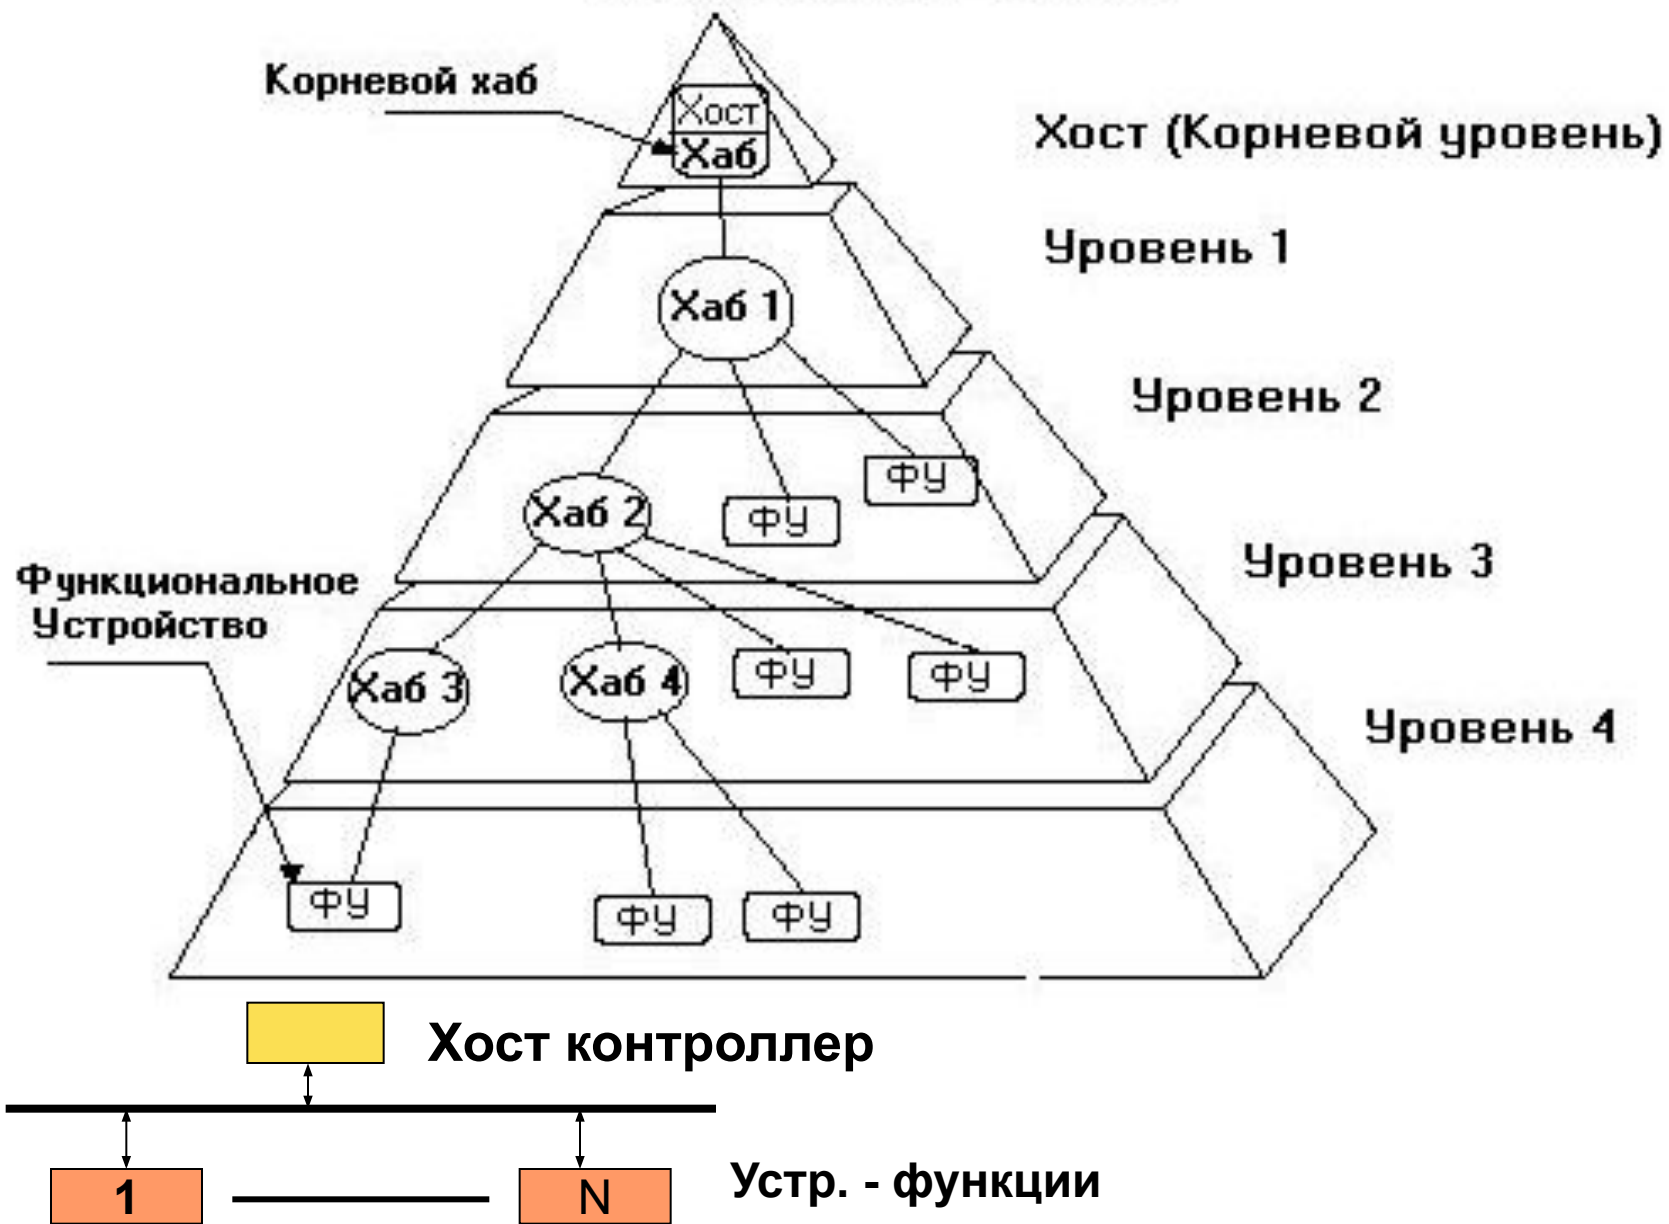 Корневой хаб
Хост
Хаб
Хост (Корневой уровень)
Уровень 1
Хаб 1
Уровень 2
ФУ
Хаб 2
ФУ
Уровень 3
Функциональное
Устройство
Хаб 3
Хаб 4
ФУ
ФУ
Уровень 4
ФУ
ФУ
ФУ
Хост контроллер
1
N
Устр. - функции